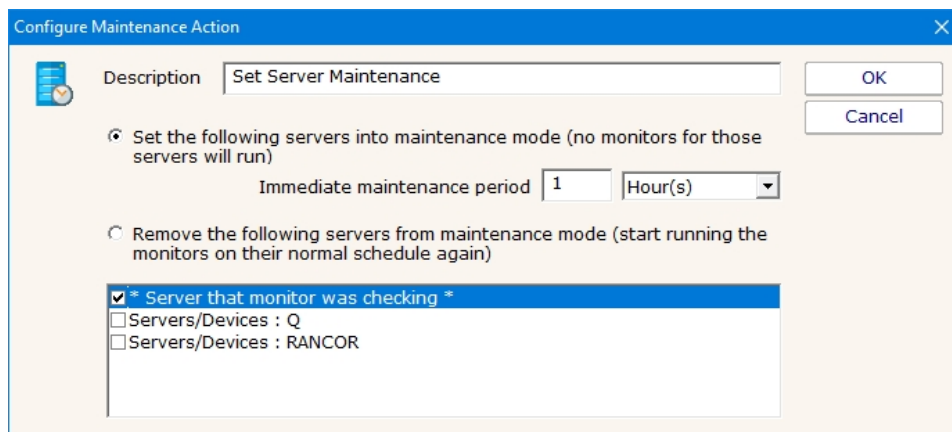 Configure Maintenance Action
Description Set Server Maintenance
OK
Cancel
Set the following servers into maintenance mode (no monitors for those
servers will run)
Immediate maintenance period 1 Hour(s)
Remove the following servers from maintenance mode (start running the
monitors on their normal schedule again)
* Server that monitor was checking *
Servers/Devices : Q
Servers/Devices : RANCOR